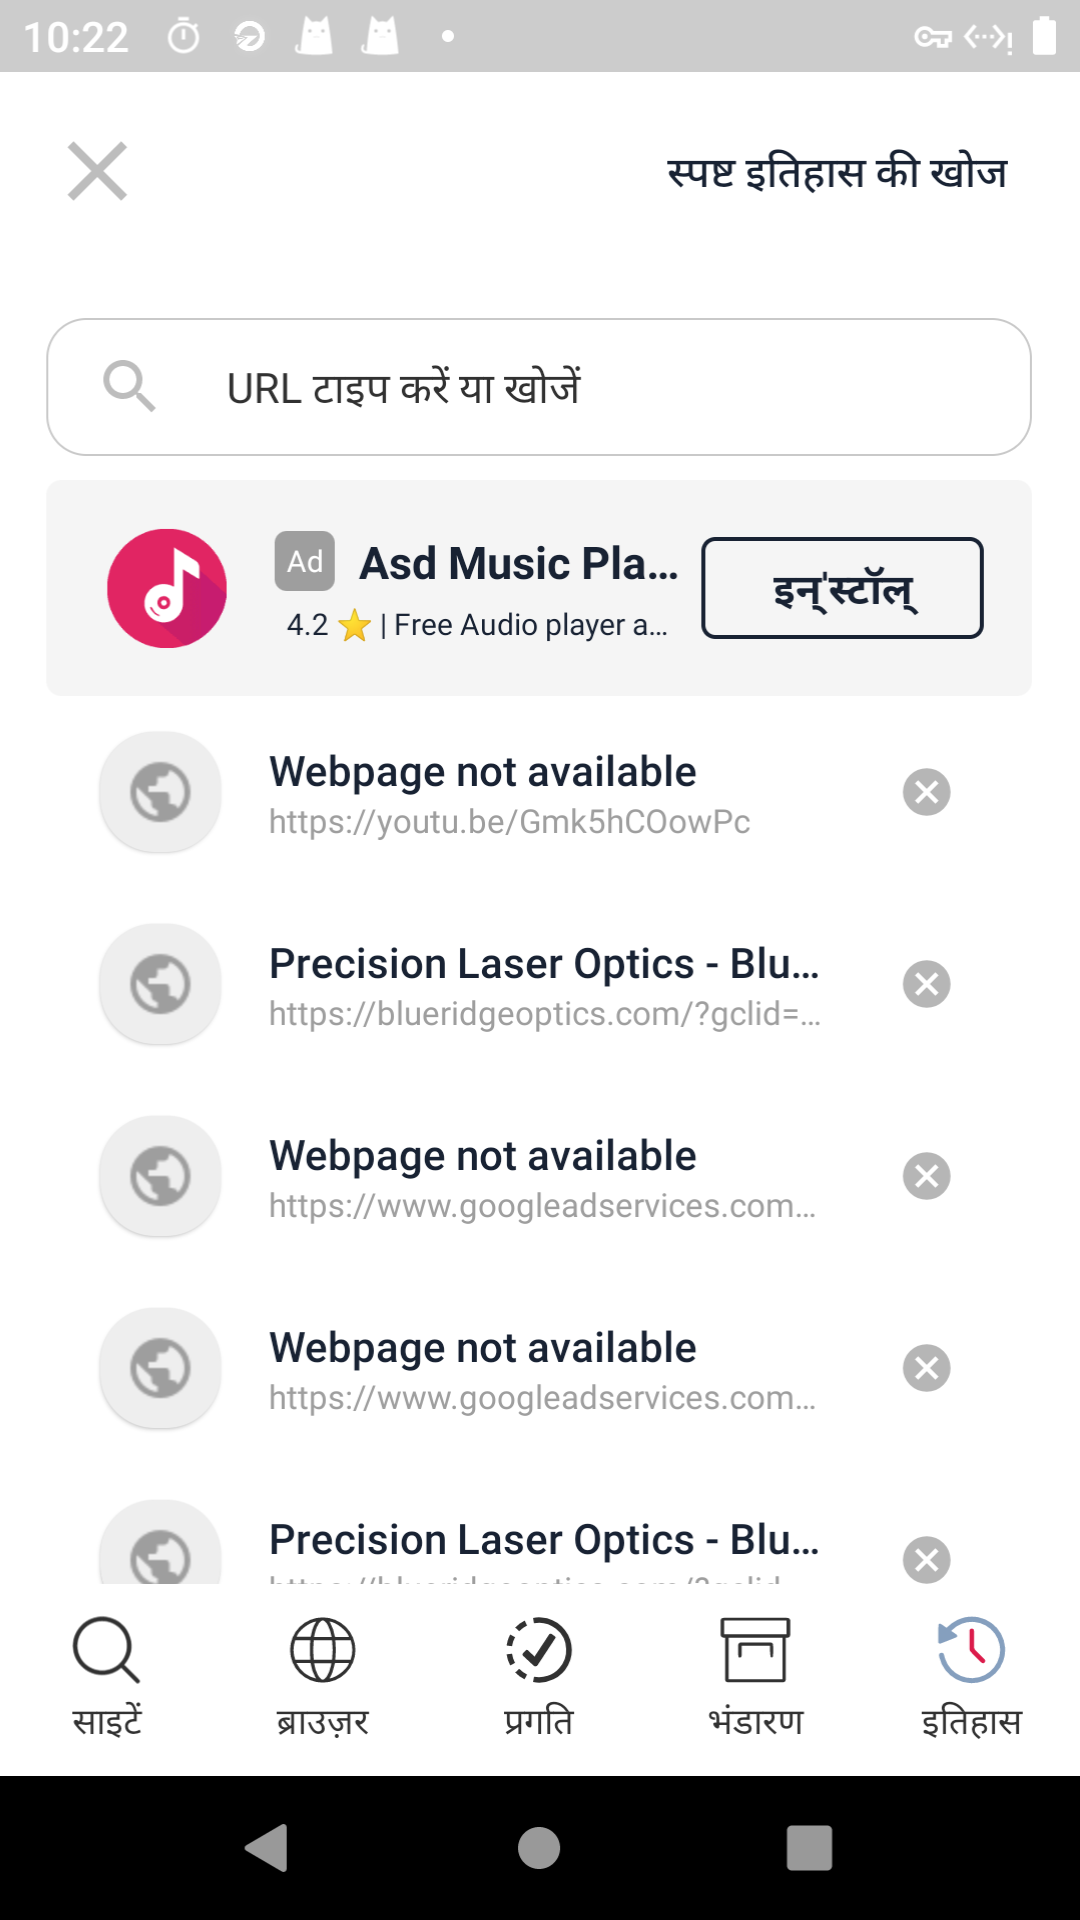 10:22
स्पष्ट इतिहास की खोज
URL टाइप करें या खोजें
Ad Asd Music Pla...
4.2 ⭐ | Free Audio player a...
इन्'स्टॉल्
Webpage not available
https://youtu.be/Gmk5hCOowPc
Precision Laser Optics - Blu...
https://blueridgeoptics.com/?gclid=...
Webpage not available
https://www.googleadservices.com...
Webpage not available
https://www.googleadservices.com...
Precision Laser Optics - Blu...
साइटें
ब्राउज़र
प्रगति
भंडारण
इतिहास